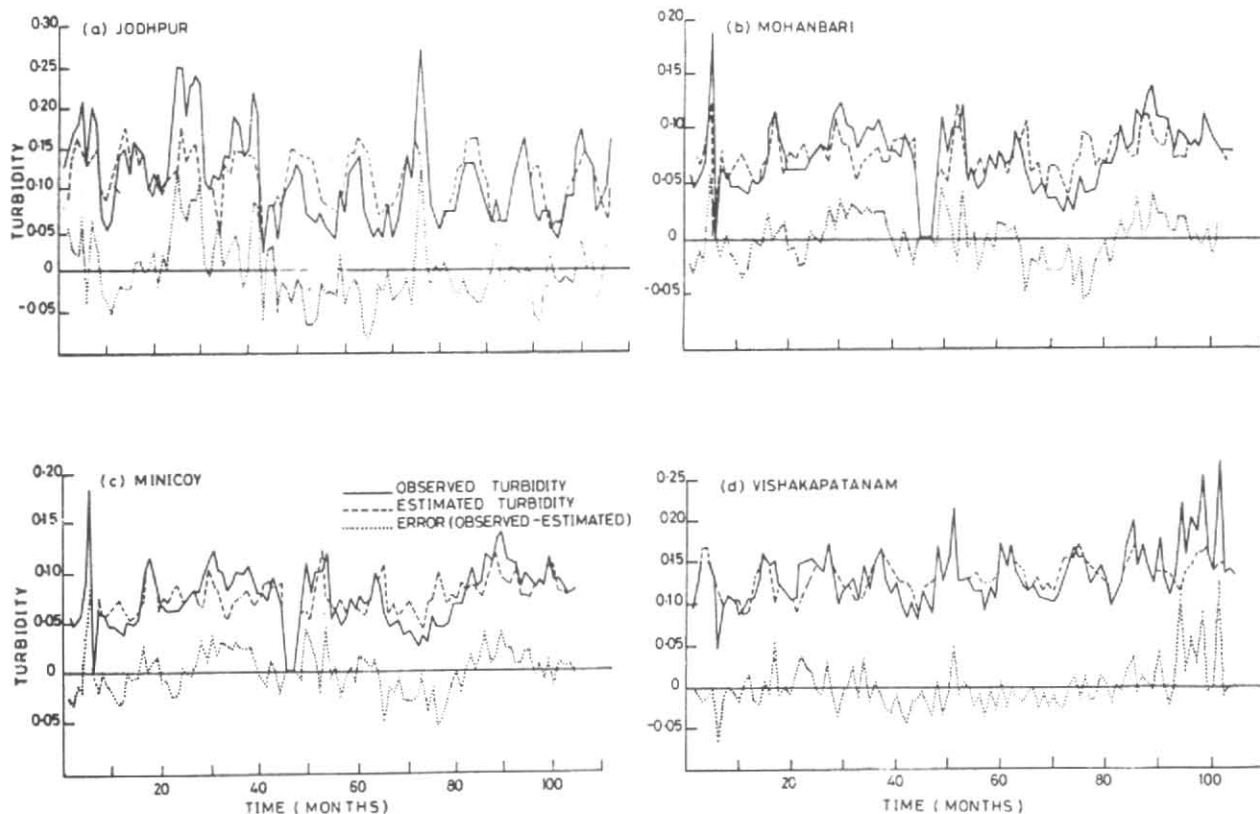 (a) JODHPUR
0·30
0·25
0·20
0·15
0·10
0·05
0
-0·05
TURBIDITY
(b) MOHANBARI
0·20
0·15
0·10
0·05
0
-0·05
(c) MINICOY
0·20
0·15
0·10
0·05
0
0·05
TURBIDITY
OBSERVED TURBIDITY
ESTIMATED TURBIDITY
ERROR (OBSERVED-ESTIMATED)
20 40 60 80 100
TIME (MONTHS)
(d) VISHAKAPATANAM
0·25
0·20
0·15
0·10
0·05
0
-0·05
20 40 60 80 100
TIME (MONTHS)